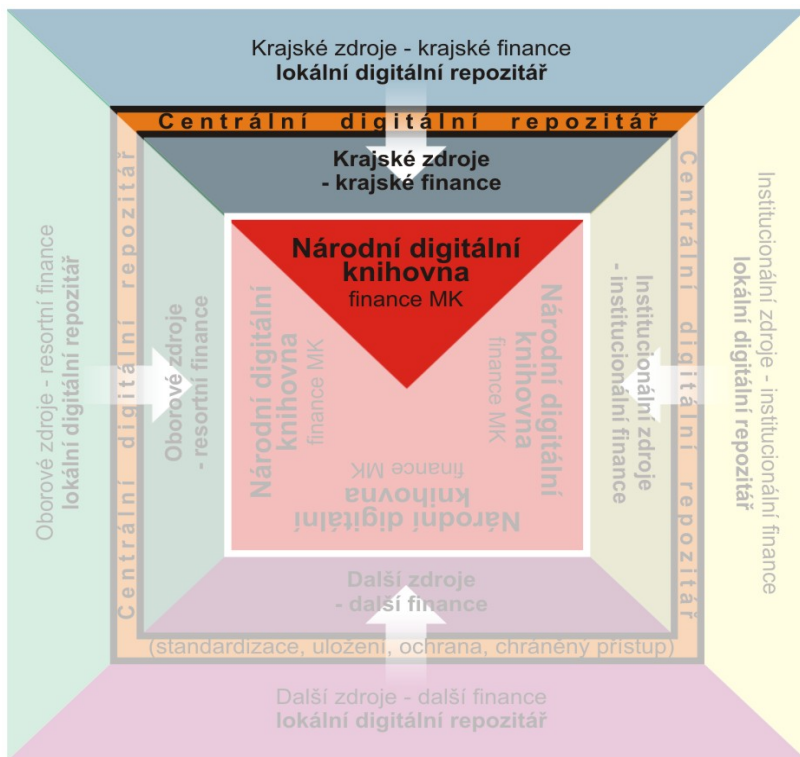 Krajské zdroje - krajské finance
lokální digitální repozitář
Centrální digitální repozitář
Krajské zdroje
- krajské finance
Národní digitální
knihovna
finance MK
Oborové zdroje - resortní finance
lokální digitální repozitář
Centrální digitální repozitář
Oborové zdroje
- resortní finance
Národní digitální
knihovna
finance MK
Národní digitální
knihovna
finance MK
Institucionální zdroje
- institucionální finance
Centrální digitální repozitář
Institucionální zdroje - institucionální finance
lokální digitální repozitář
Národní digitální
knihovna
finance MK
Další zdroje
- další finance
(standardizace, uložení, ochrana, chráněný přístup)
Další zdroje - další finance
lokální digitální repozitář